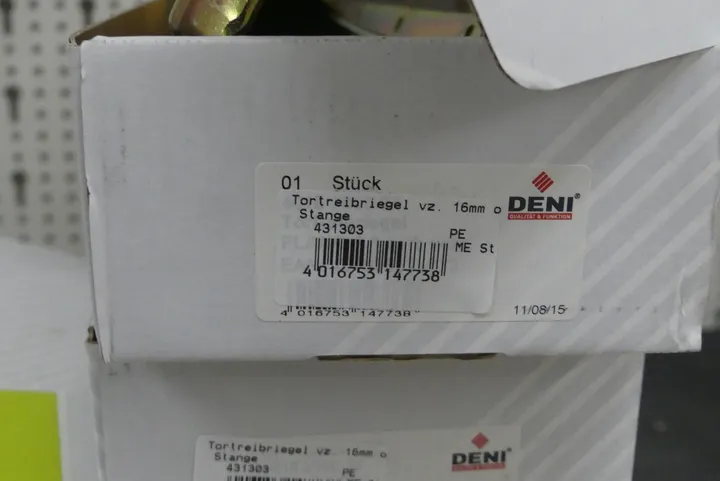 01 Stück
DENI®
QUALITÄT & FUNKTION
Tortreibriegel vz. 16mm o
Stange
431303 PE
ME St
4 016753 147738
4 016753 147738
11/08/15
Tortreibriegel vz. 16mm o
Stange
431303 PE
DENI®